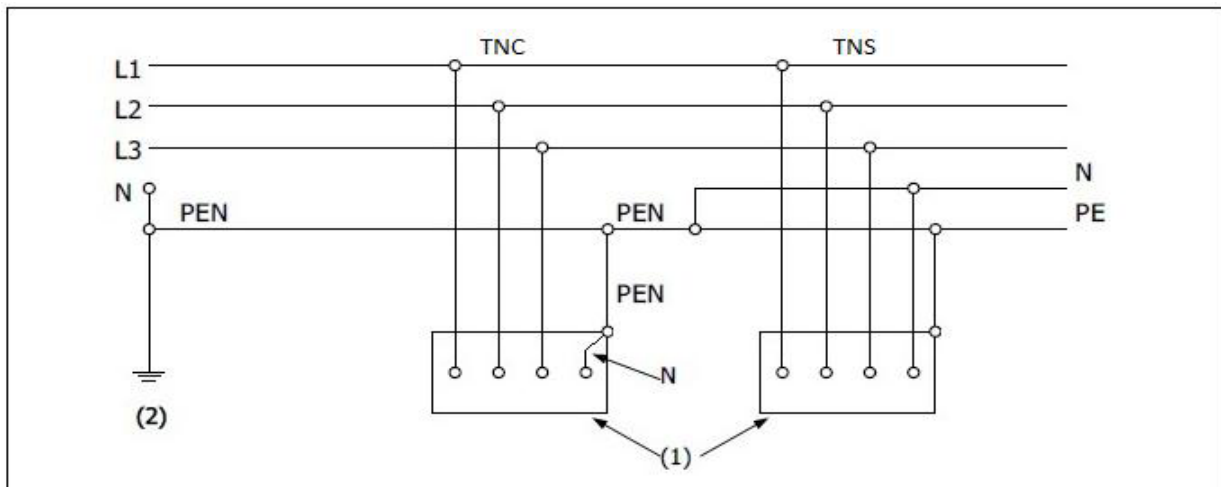 TNC TNS
L1
L2
L3
N N
PEN PEN PE
PEN
N
(2)
(1)